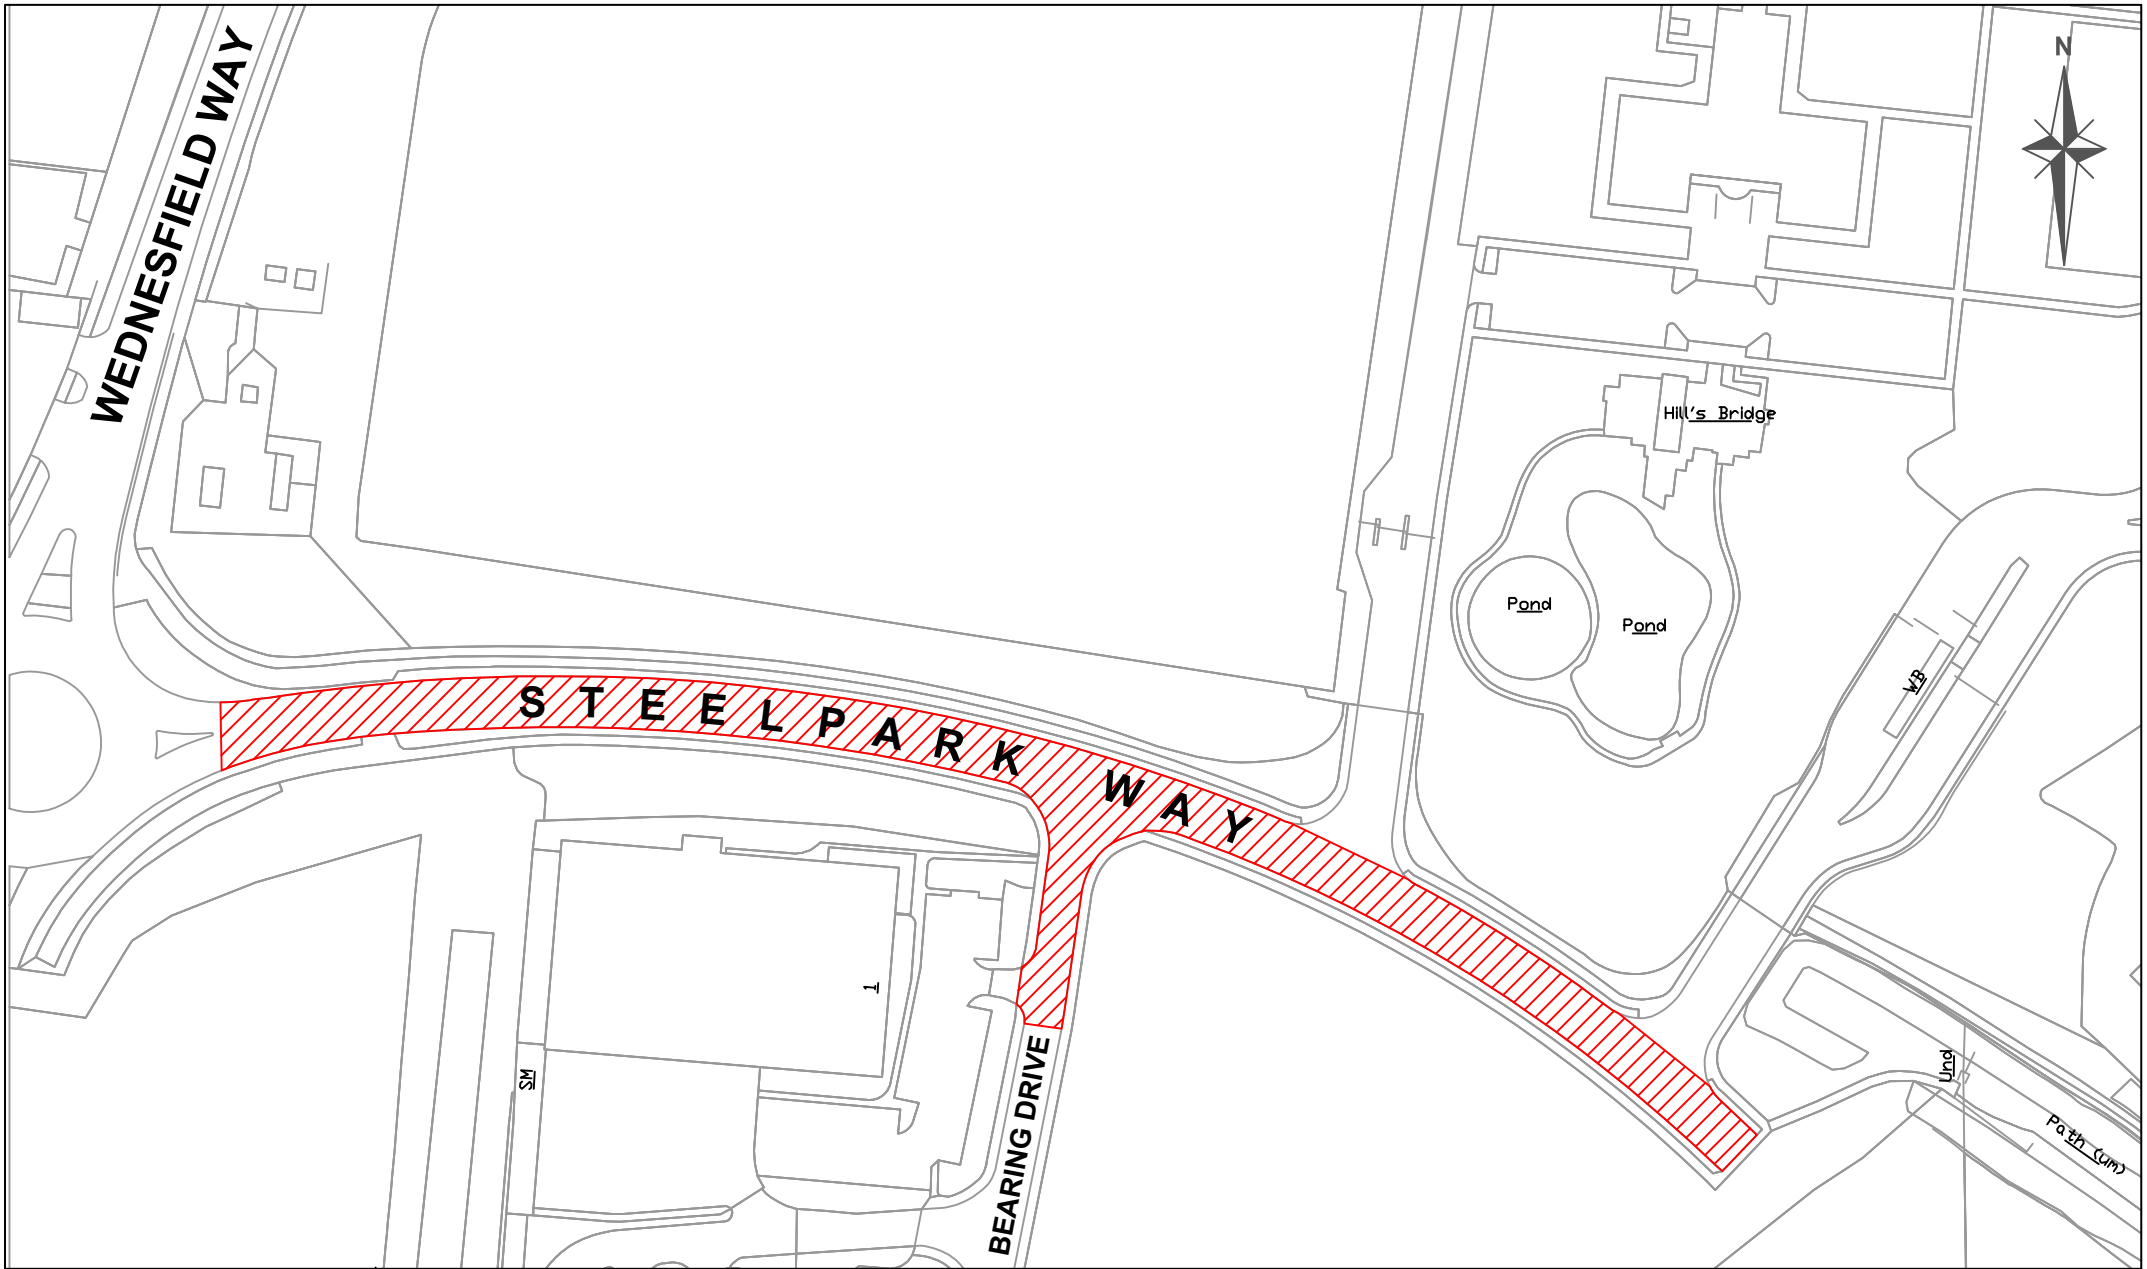 WEDNESFIELD WAY
N
Hill's Bridge
Pond
Pond
WB
STEELPARK WAY
1
SM
BEARING DRIVE
Und
Path (um)